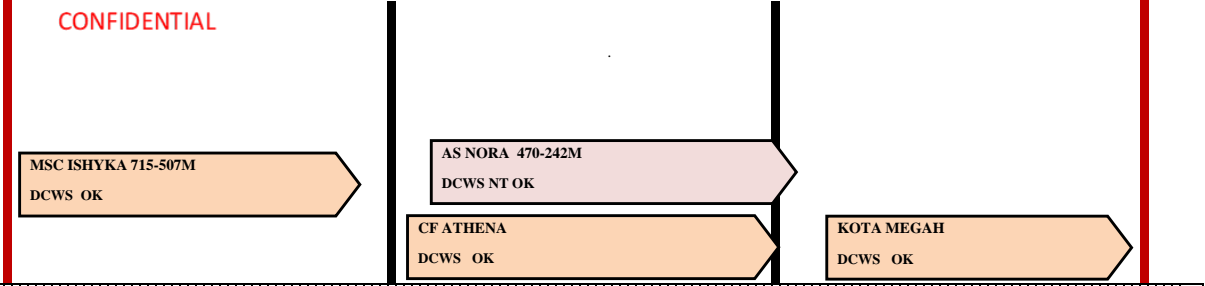 CONFIDENTIAL
.
MSC ISHYKA 715-507M
DCWS OK
AS NORA 470-242M
DCWS NT OK
CF ATHENA
DCWS OK
KOTA MEGAH
DCWS OK